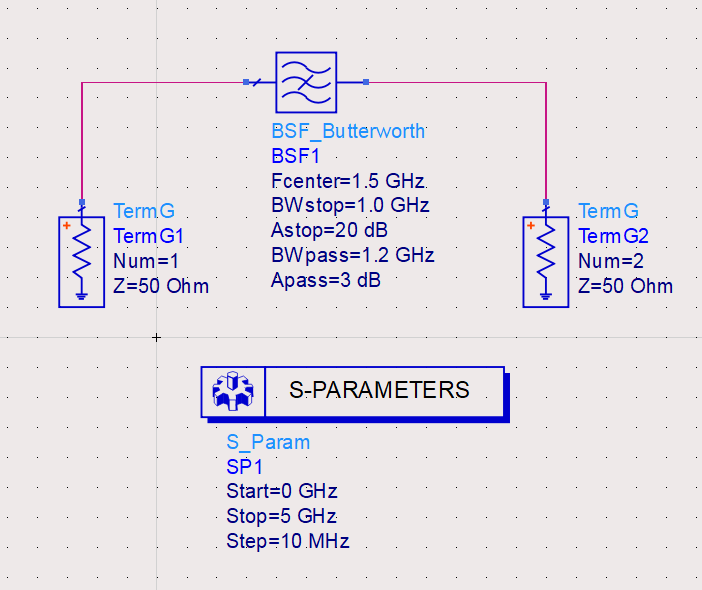 BSF_Butterworth
BSF1
Fcenter=1.5 GHz
BWstop=1.0 GHz
Astop=20 dB
BWpass=1.2 GHz
Apass=3 dB
+
TermG
TermG1
Num=1
Z=50 Ohm
+
TermG
TermG2
Num=2
Z=50 Ohm
S-PARAMETERS
S_Param
SP1
Start=0 GHz
Stop=5 GHz
Step=10 MHz